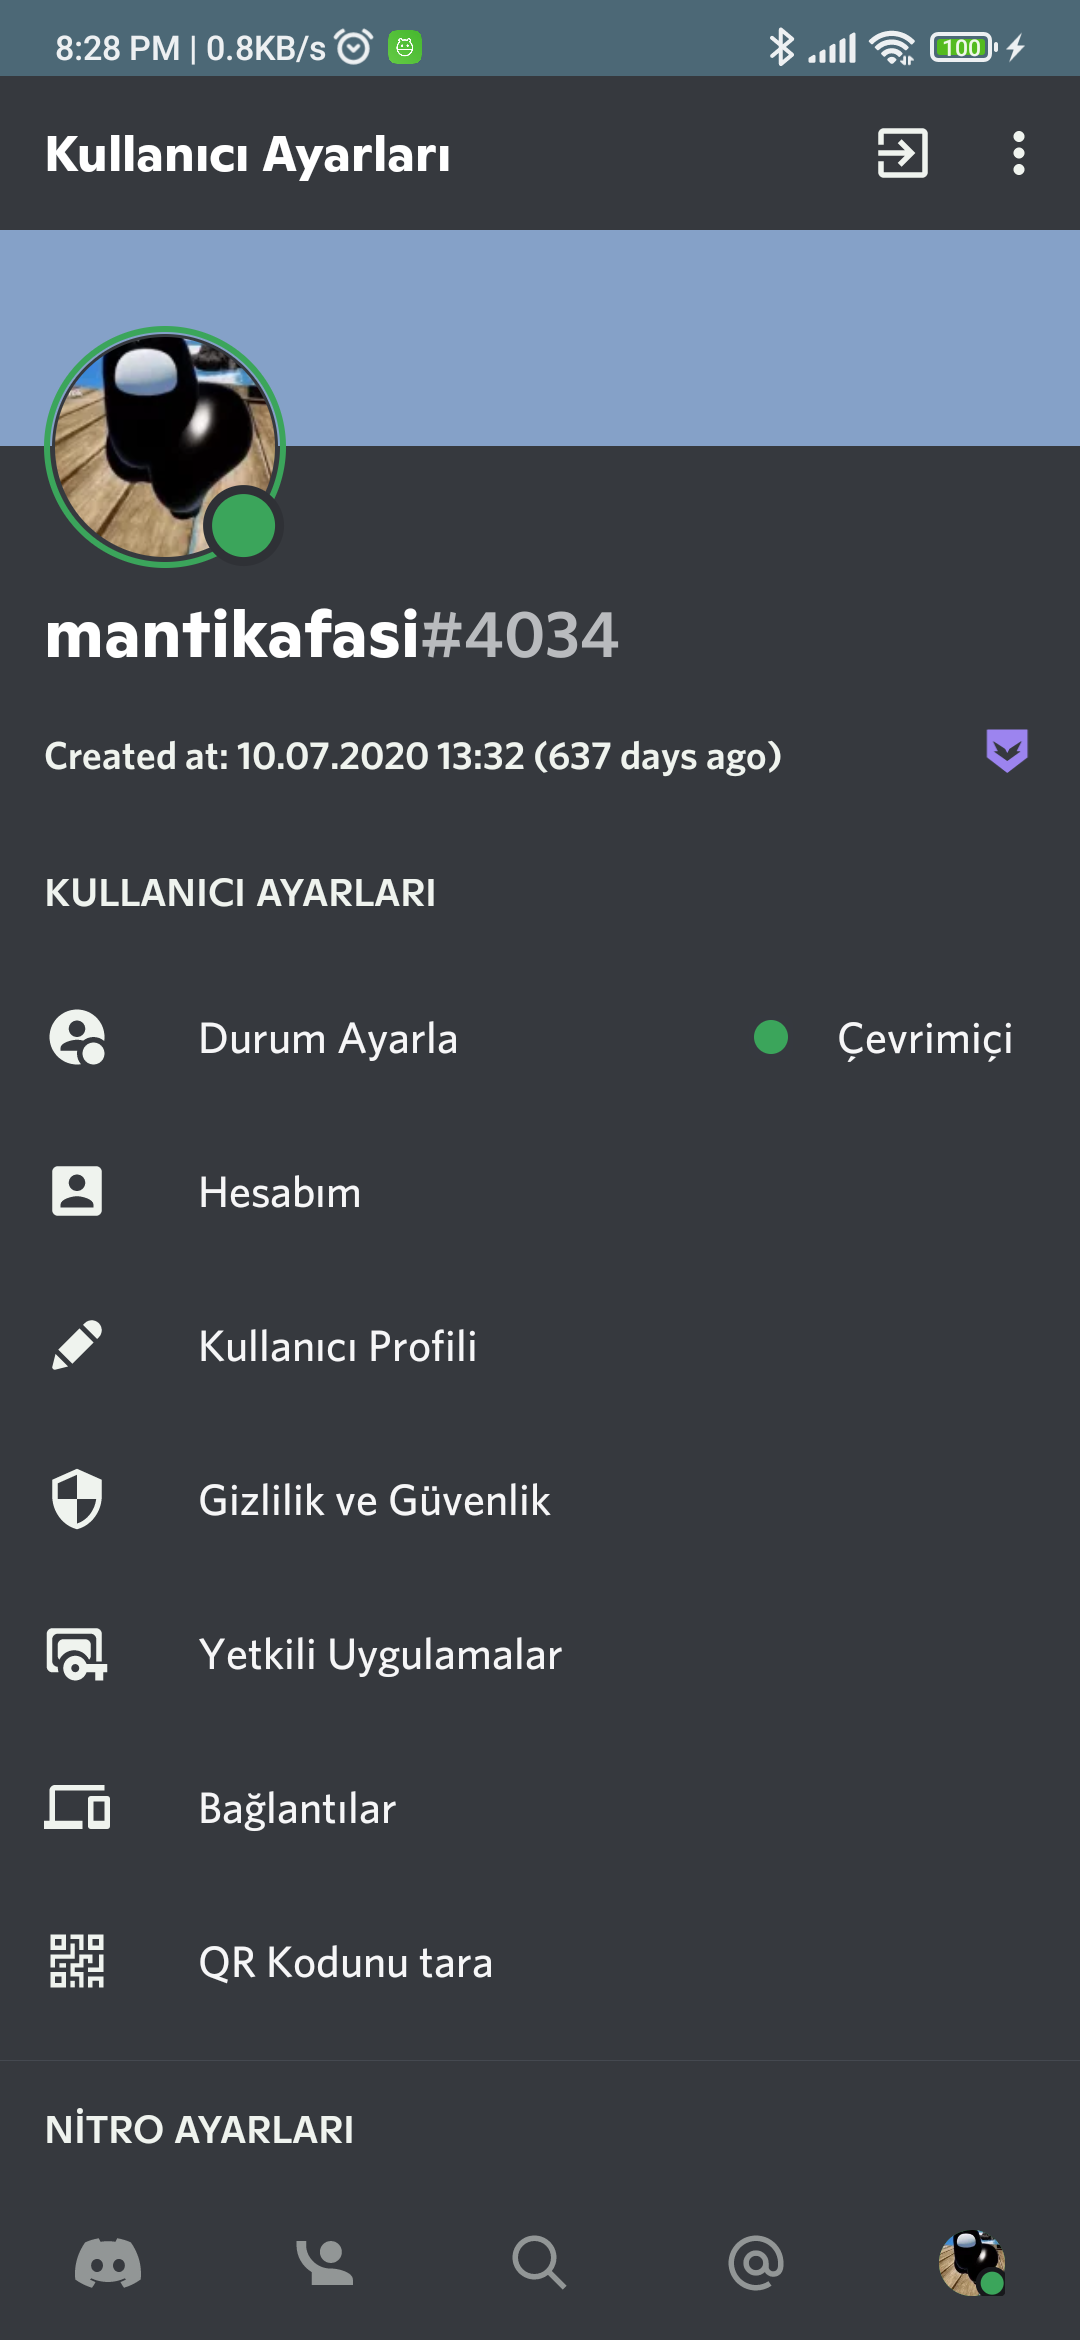 8:28 PM | 0.8KB/s 100
Kullanıcı Ayarları
mantikafasi#4034
Created at: 10.07.2020 13:32 (637 days ago)
KULLANICI AYARLARI
Durum Ayarla Çevrimiçi
Hesabım
Kullanıcı Profili
Gizlilik ve Güvenlik
Yetkili Uygulamalar
Bağlantılar
QR Kodunu tara
NİTRO AYARLARI